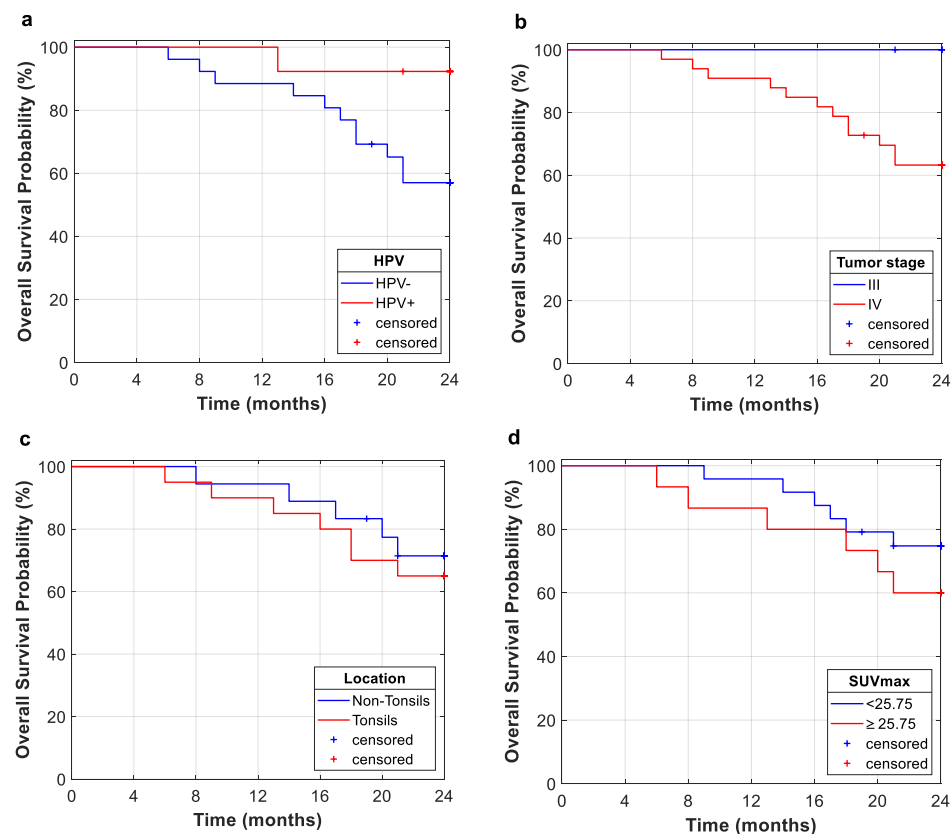 a
Overall Survival Probability (%)
100
80
60
40
20
0
HPV
HPV-
HPV+
censored
censored
0 4 8 12 16 20 24
Time (months)
b
Overall Survival Probability (%)
100
80
60
40
20
0
Tumor stage
III
IV
censored
censored
0 4 8 12 16 20 24
Time (months)
c
Overall Survival Probability (%)
100
80
60
40
20
0
Location
Non-Tonsils
Tonsils
censored
censored
0 4 8 12 16 20 24
Time (months)
d
Overall Survival Probability (%)
100
80
60
40
20
0
SUVmax
<25.75
≥ 25.75
censored
censored
0 4 8 12 16 20 24
Time (months)